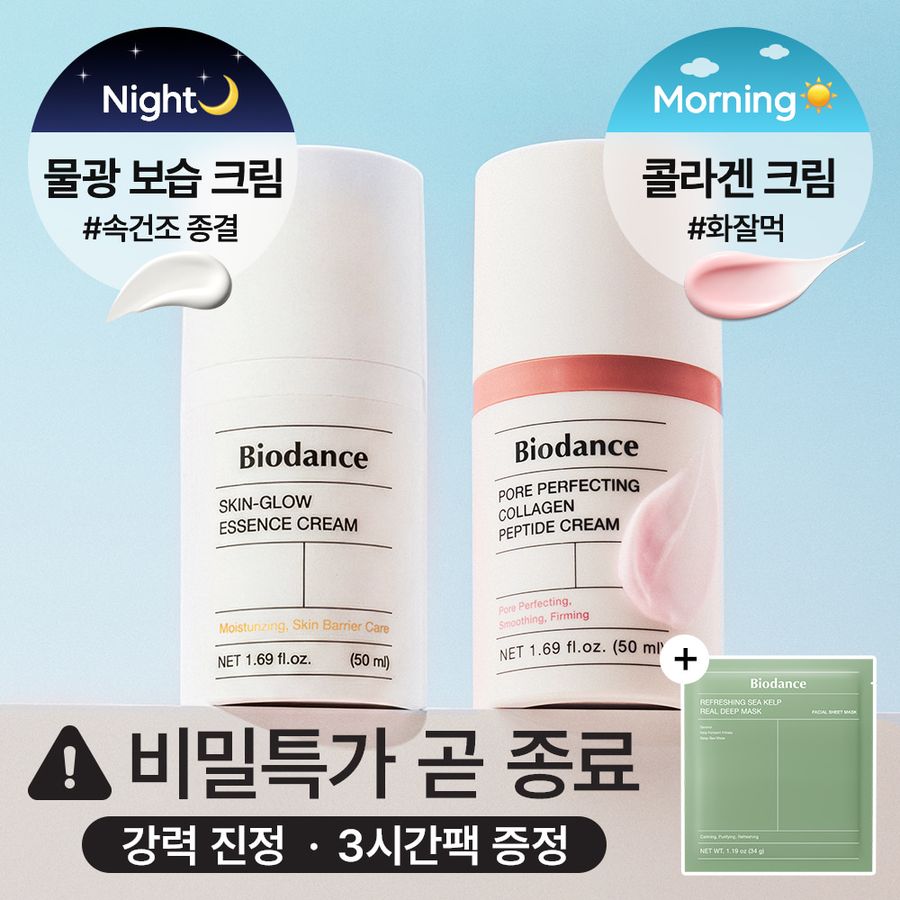 Night
물광 보습 크림
#속건조 종결
Morning
콜라겐 크림
#화잘먹
Biodance
SKIN-GLOW
ESSENCE CREAM
Moisturizing, Skin Barrier Care
NET 1.69 fl.oz. (50 ml)
Biodance
PORE PERFECTING
COLLAGEN
PEPTIDE CREAM
Pore Perfecting,
Smoothing, Firming
NET 1.69 fl.oz. (50 ml)
+
Biodance
REFRESHING SEA KELP
REAL DEEP MASK
FACIAL SHEET MASK
Calming, Purifying, Refreshing
NET WT. 1.19 oz (34 g)
비밀특가 곧 종료
강력 진정 · 3시간팩 증정